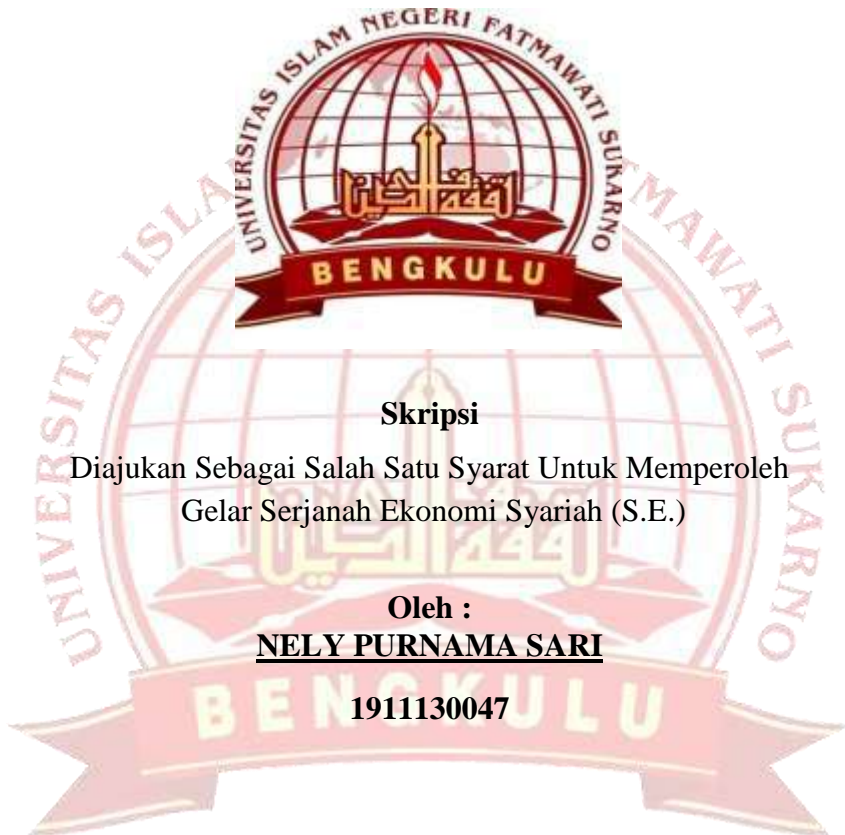 UNIVERSITAS ISLAM NEGERI FATMAWATI SUKARNO
BENGKULU
Skripsi
Diajukan Sebagai Salah Satu Syarat Untuk Memperoleh
Gelar Serjanah Ekonomi Syariah (S.E.)
Oleh :
NELY PURNAMA SARI
1911130047